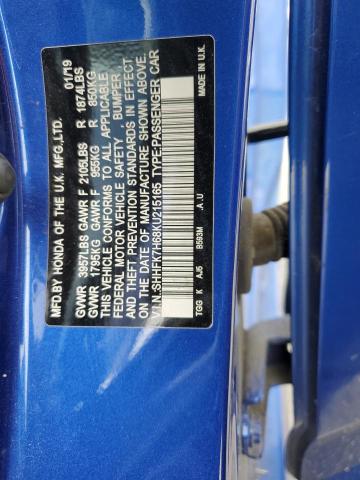 MFD.BY HONDA OF THE U.K. MFG.,LTD. 01/19
GVWR 3957LBS GAWR F 2105LBS R 1874LBS
GVWR 1795KG GAWR F 955KG R 850KG
THIS VEHICLE CONFORMS TO ALL APPLICABLE
FEDERAL MOTOR VEHICLE SAFETY , BUMPER ,
AND THEFT PREVENTION STANDARDS IN EFFECT
ON THE DATE OF MANUFACTURE SHOWN ABOVE.
V.I.N.:SHHFK7H68KU215165 TYPE:PASSENGER CAR
TGG K AJ5 B593M A.U MADE IN U.K.